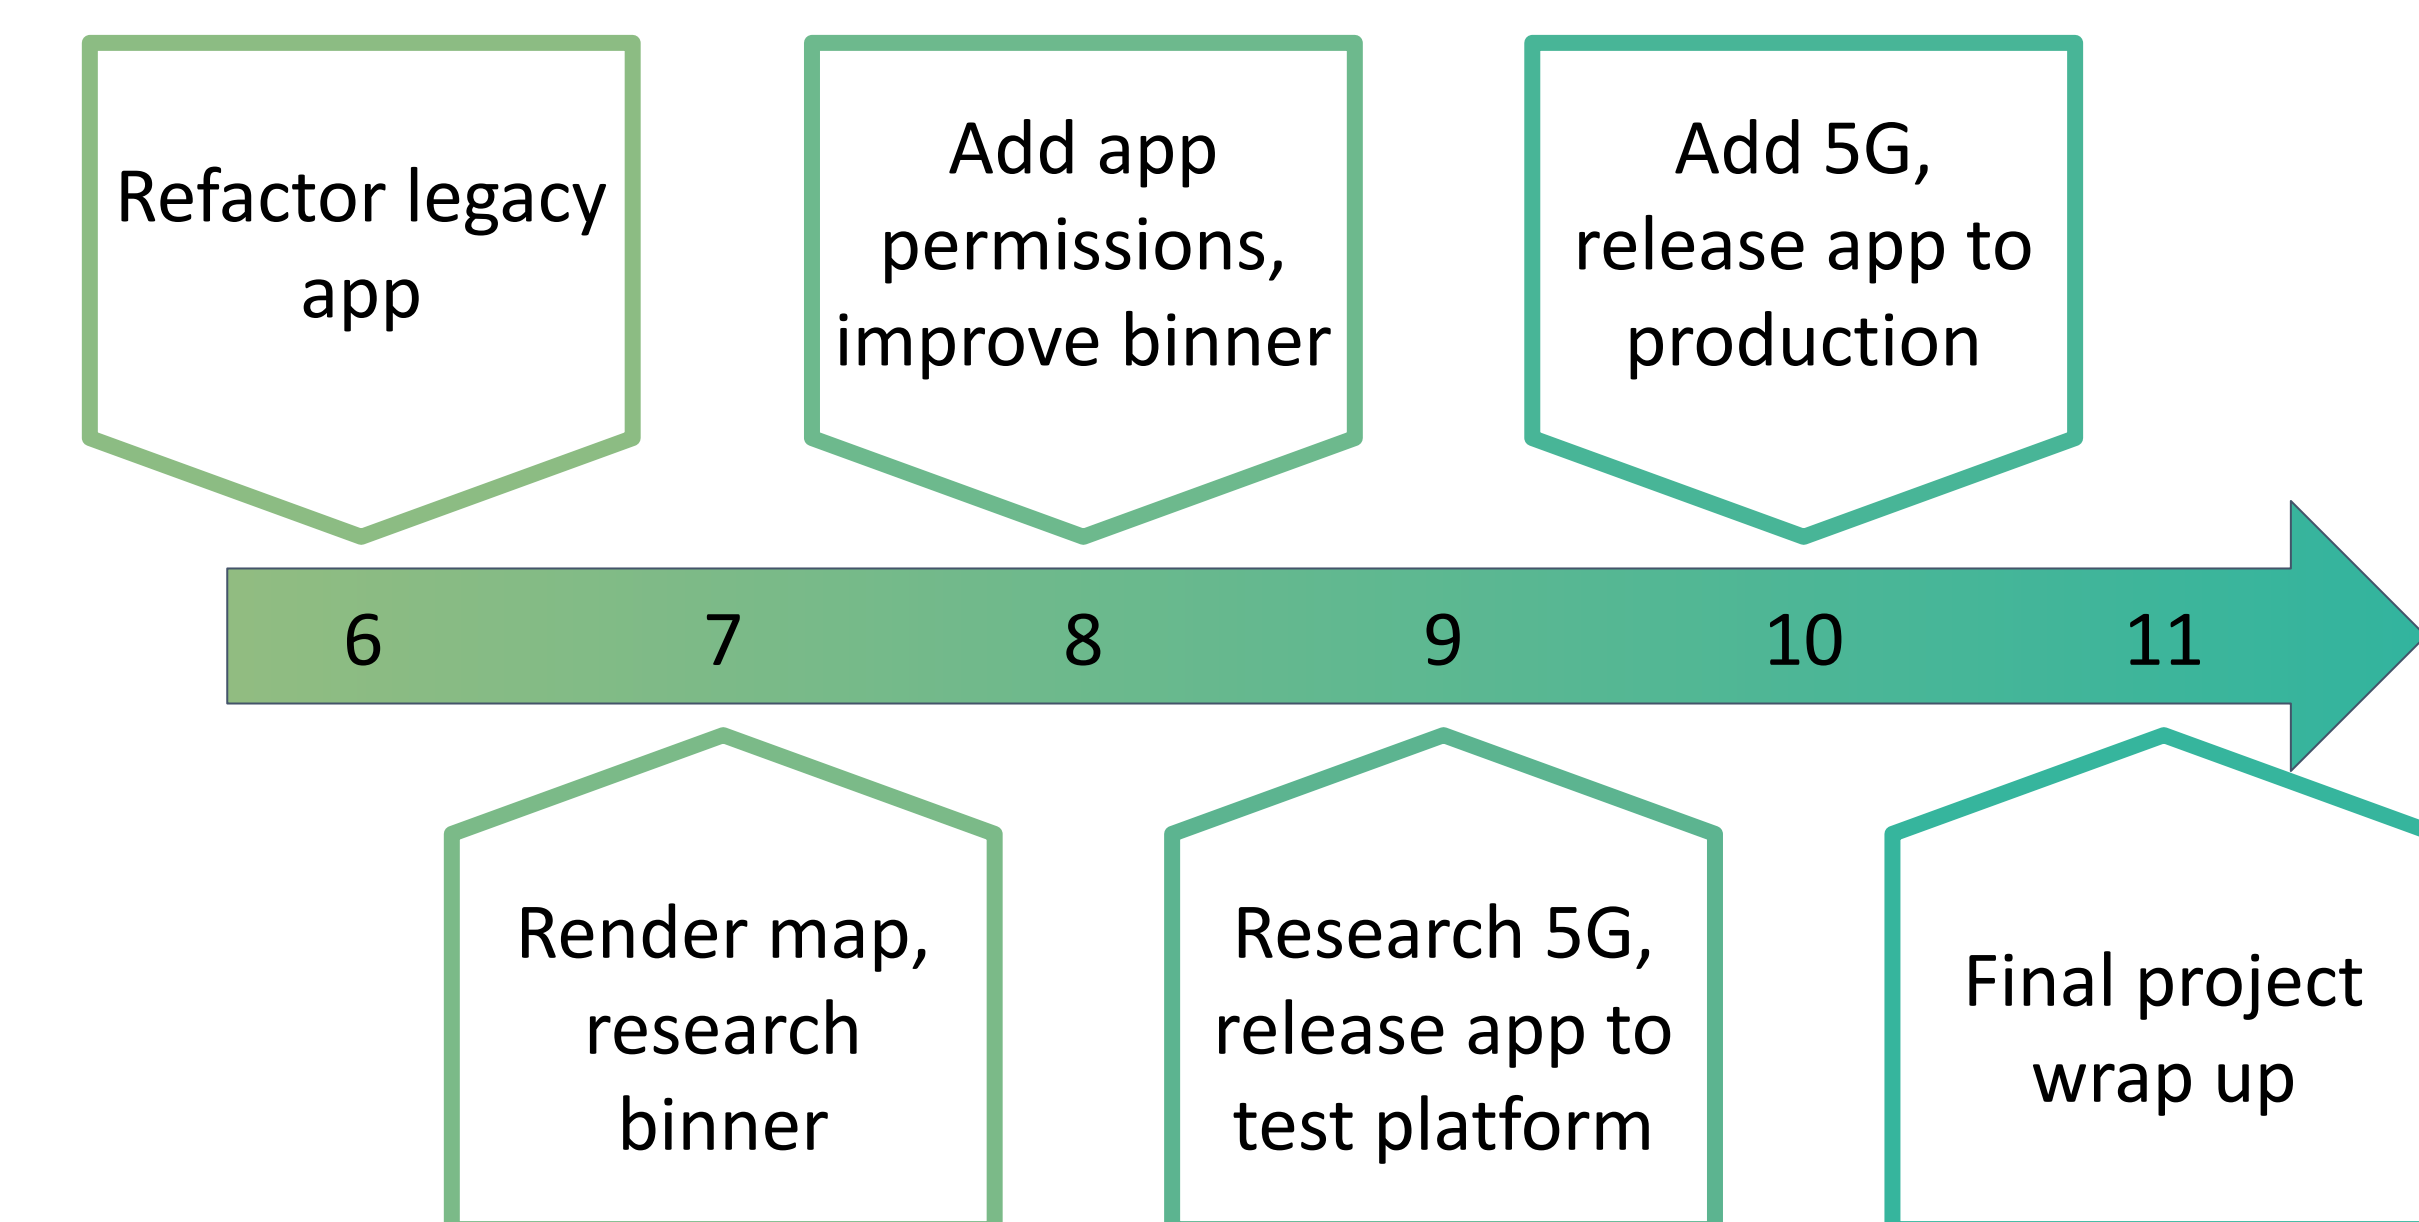 Refactor legacy
app
Add app
permissions,
improve binner
Add 5G,
release app to
production
6
7
8
9
10
11
Render map,
research
binner
Research 5G,
release app to
test platform
Final project
wrap up